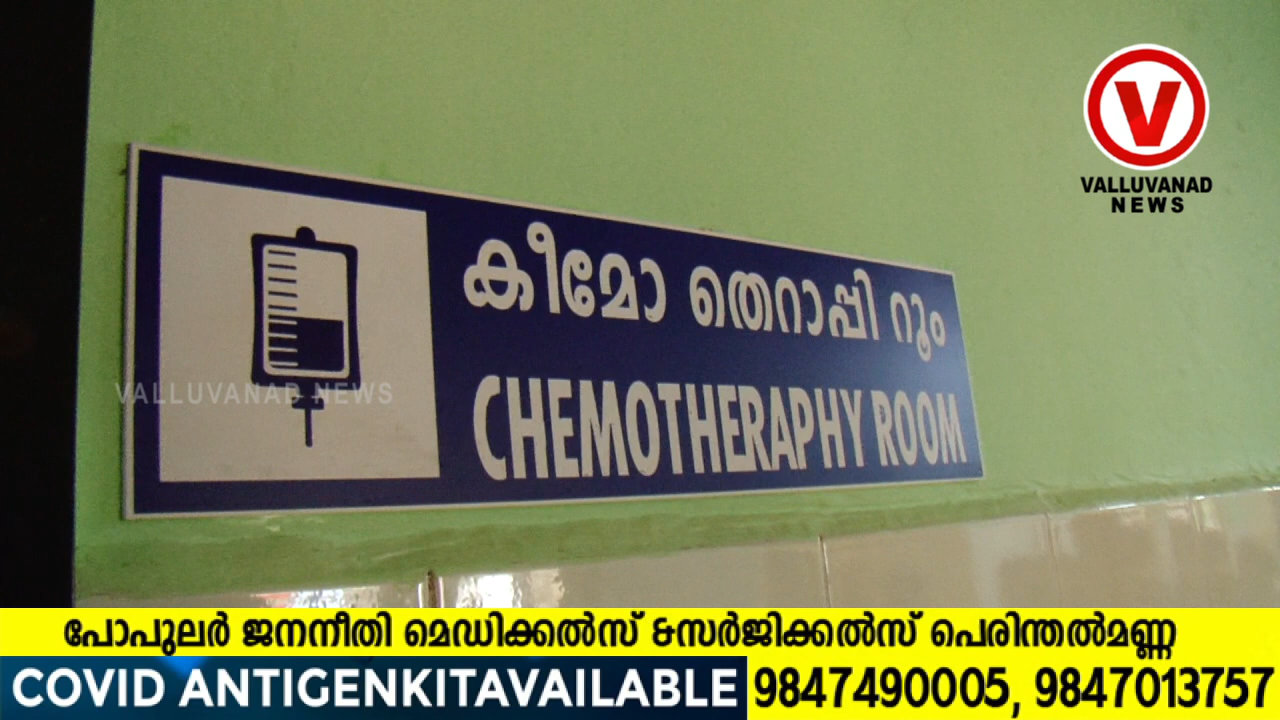 V
VALLUVANAD
NEWS
കീമോ തെറാപ്പി റൂം
CHEMOTHERAPHY ROOM
VALLUVANAD NEWS
പോപുലർ ജനനീതി മെഡിക്കൽസ് &സർജിക്കൽസ് പെരിന്തൽമണ്ണ
COVID ANTIGENKITAVAILABLE 9847490005, 9847013757